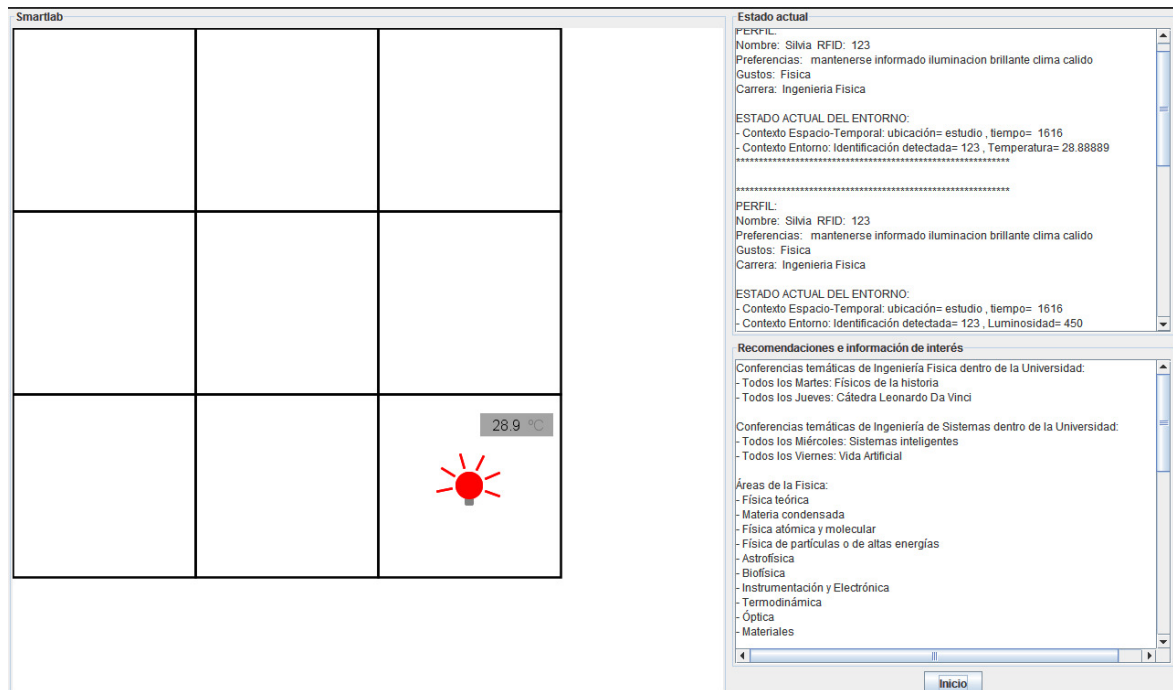 Smartlab
28.9 ºC
Estado actual
PERFIL:
Nombre: Silvia RFID: 123
Preferencias: mantenerse informado iluminacion brillante clima calido
Gustos: Fisica
Carrera: Ingenieria Fisica
ESTADO ACTUAL DEL ENTORNO:
- Contexto Espacio-Temporal: ubicación= estudio , tiempo= 1616
- Contexto Entorno: Identificación detectada= 123 , Temperatura= 28.88889
************************************************************
************************************************************
PERFIL:
Nombre: Silvia RFID: 123
Preferencias: mantenerse informado iluminacion brillante clima calido
Gustos: Fisica
Carrera: Ingenieria Fisica
ESTADO ACTUAL DEL ENTORNO:
- Contexto Espacio-Temporal: ubicación= estudio , tiempo= 1616
- Contexto Entorno: Identificación detectada= 123 , Luminosidad= 450
Recomendaciones e información de interés
Conferencias temáticas de Ingeniería Fisica dentro de la Universidad:
- Todos los Martes: Físicos de la historia
- Todos los Jueves: Cátedra Leonardo Da Vinci
Conferencias temáticas de Ingeniería de Sistemas dentro de la Universidad:
- Todos los Miércoles: Sistemas inteligentes
- Todos los Viernes: Vida Artificial
Áreas de la Fisica:
- Física teórica
- Materia condensada
- Física atómica y molecular
- Física de partículas o de altas energías
- Astrofísica
- Biofísica
- Instrumentación y Electrónica
- Termodinámica
- Óptica
- Materiales
Inicio